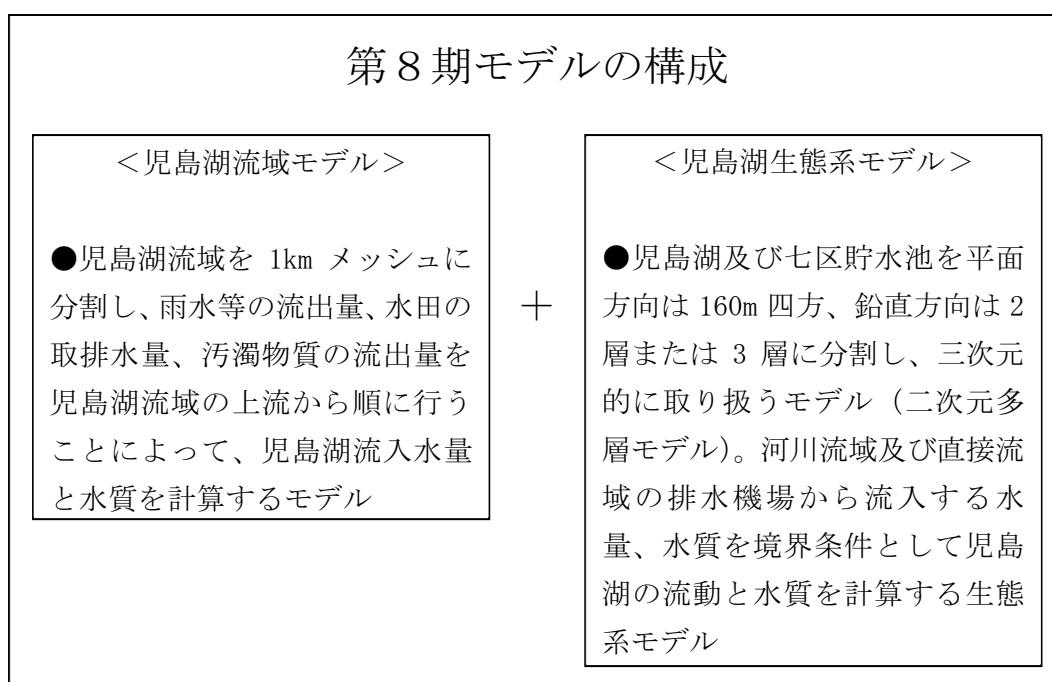 第８期モデルの構成
＜児島湖流域モデル＞
●児島湖流域を 1km メッシュに
分割し、雨水等の流出量、水田の
取排水量、汚濁物質の流出量を
児島湖流域の上流から順に行う
ことによって、児島湖流入水量
と水質を計算するモデル
＋
＜児島湖生態系モデル＞
●児島湖及び七区貯水池を平面
方向は 160m 四方、鉛直方向は 2
層または 3 層に分割し、三次元
的に取り扱うモデル（二次元多
層モデル）。河川流域及び直接流
域の排水機場から流入する水
量、水質を境界条件として児島
湖の流動と水質を計算する生態
系モデル